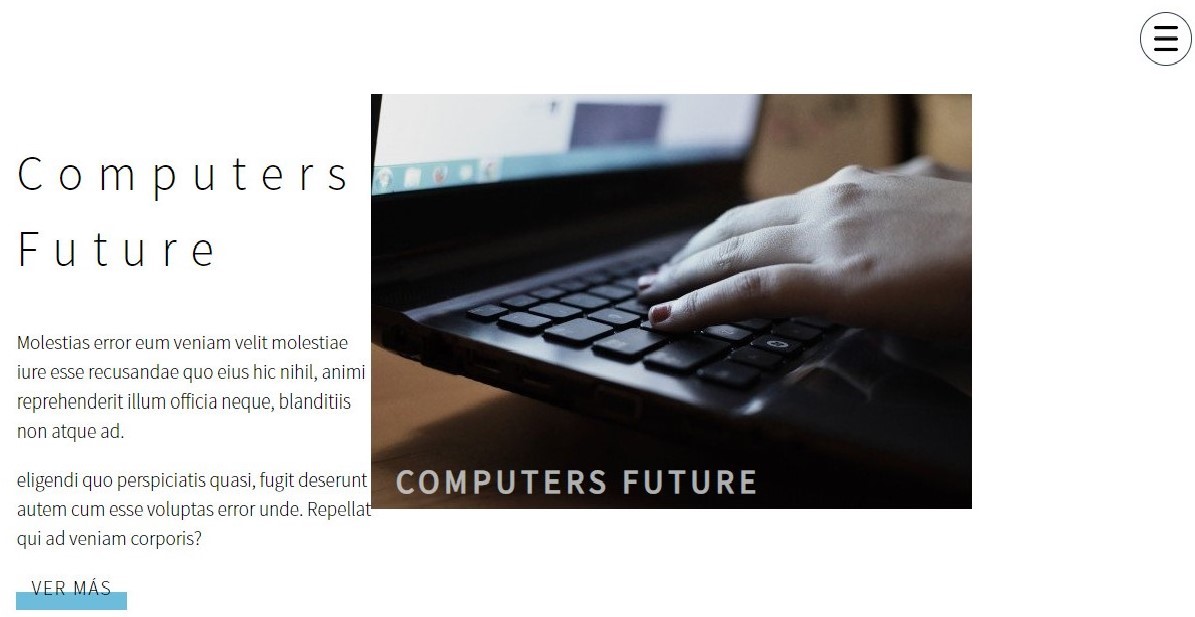 Computers
Future
Molestias error eum veniam velit molestiae
iure esse recusandae quo eius hic nihil, animi
reprehenderit illum officia neque, blanditiis
non atque ad.
eligendi quo perspiciatis quasi, fugit deserunt
autem cum esse voluptas error unde. Repellat
qui ad veniam corporis?
VER MÁS
COMPUTERS FUTURE